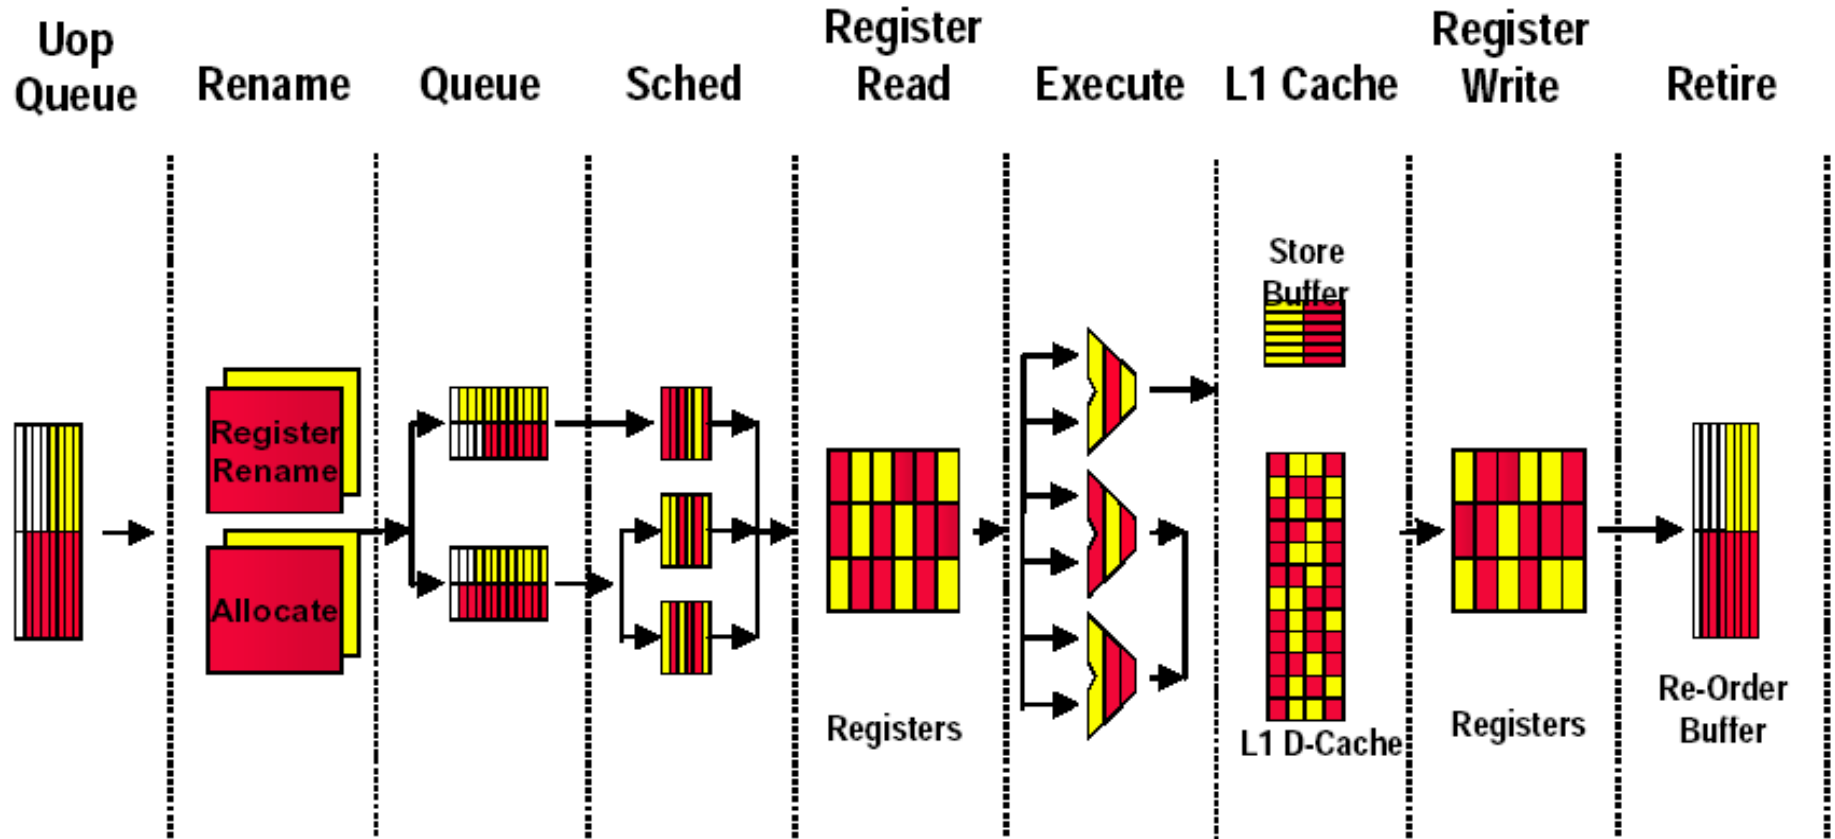 Uop
Queue
Rename
Queue
Sched
Register
Read
Execute
L1 Cache
Register
Write
Retire
Register
Rename
Allocate
Registers
Store
Buffer
L1 D-Cache
Registers
Re-Order
Buffer